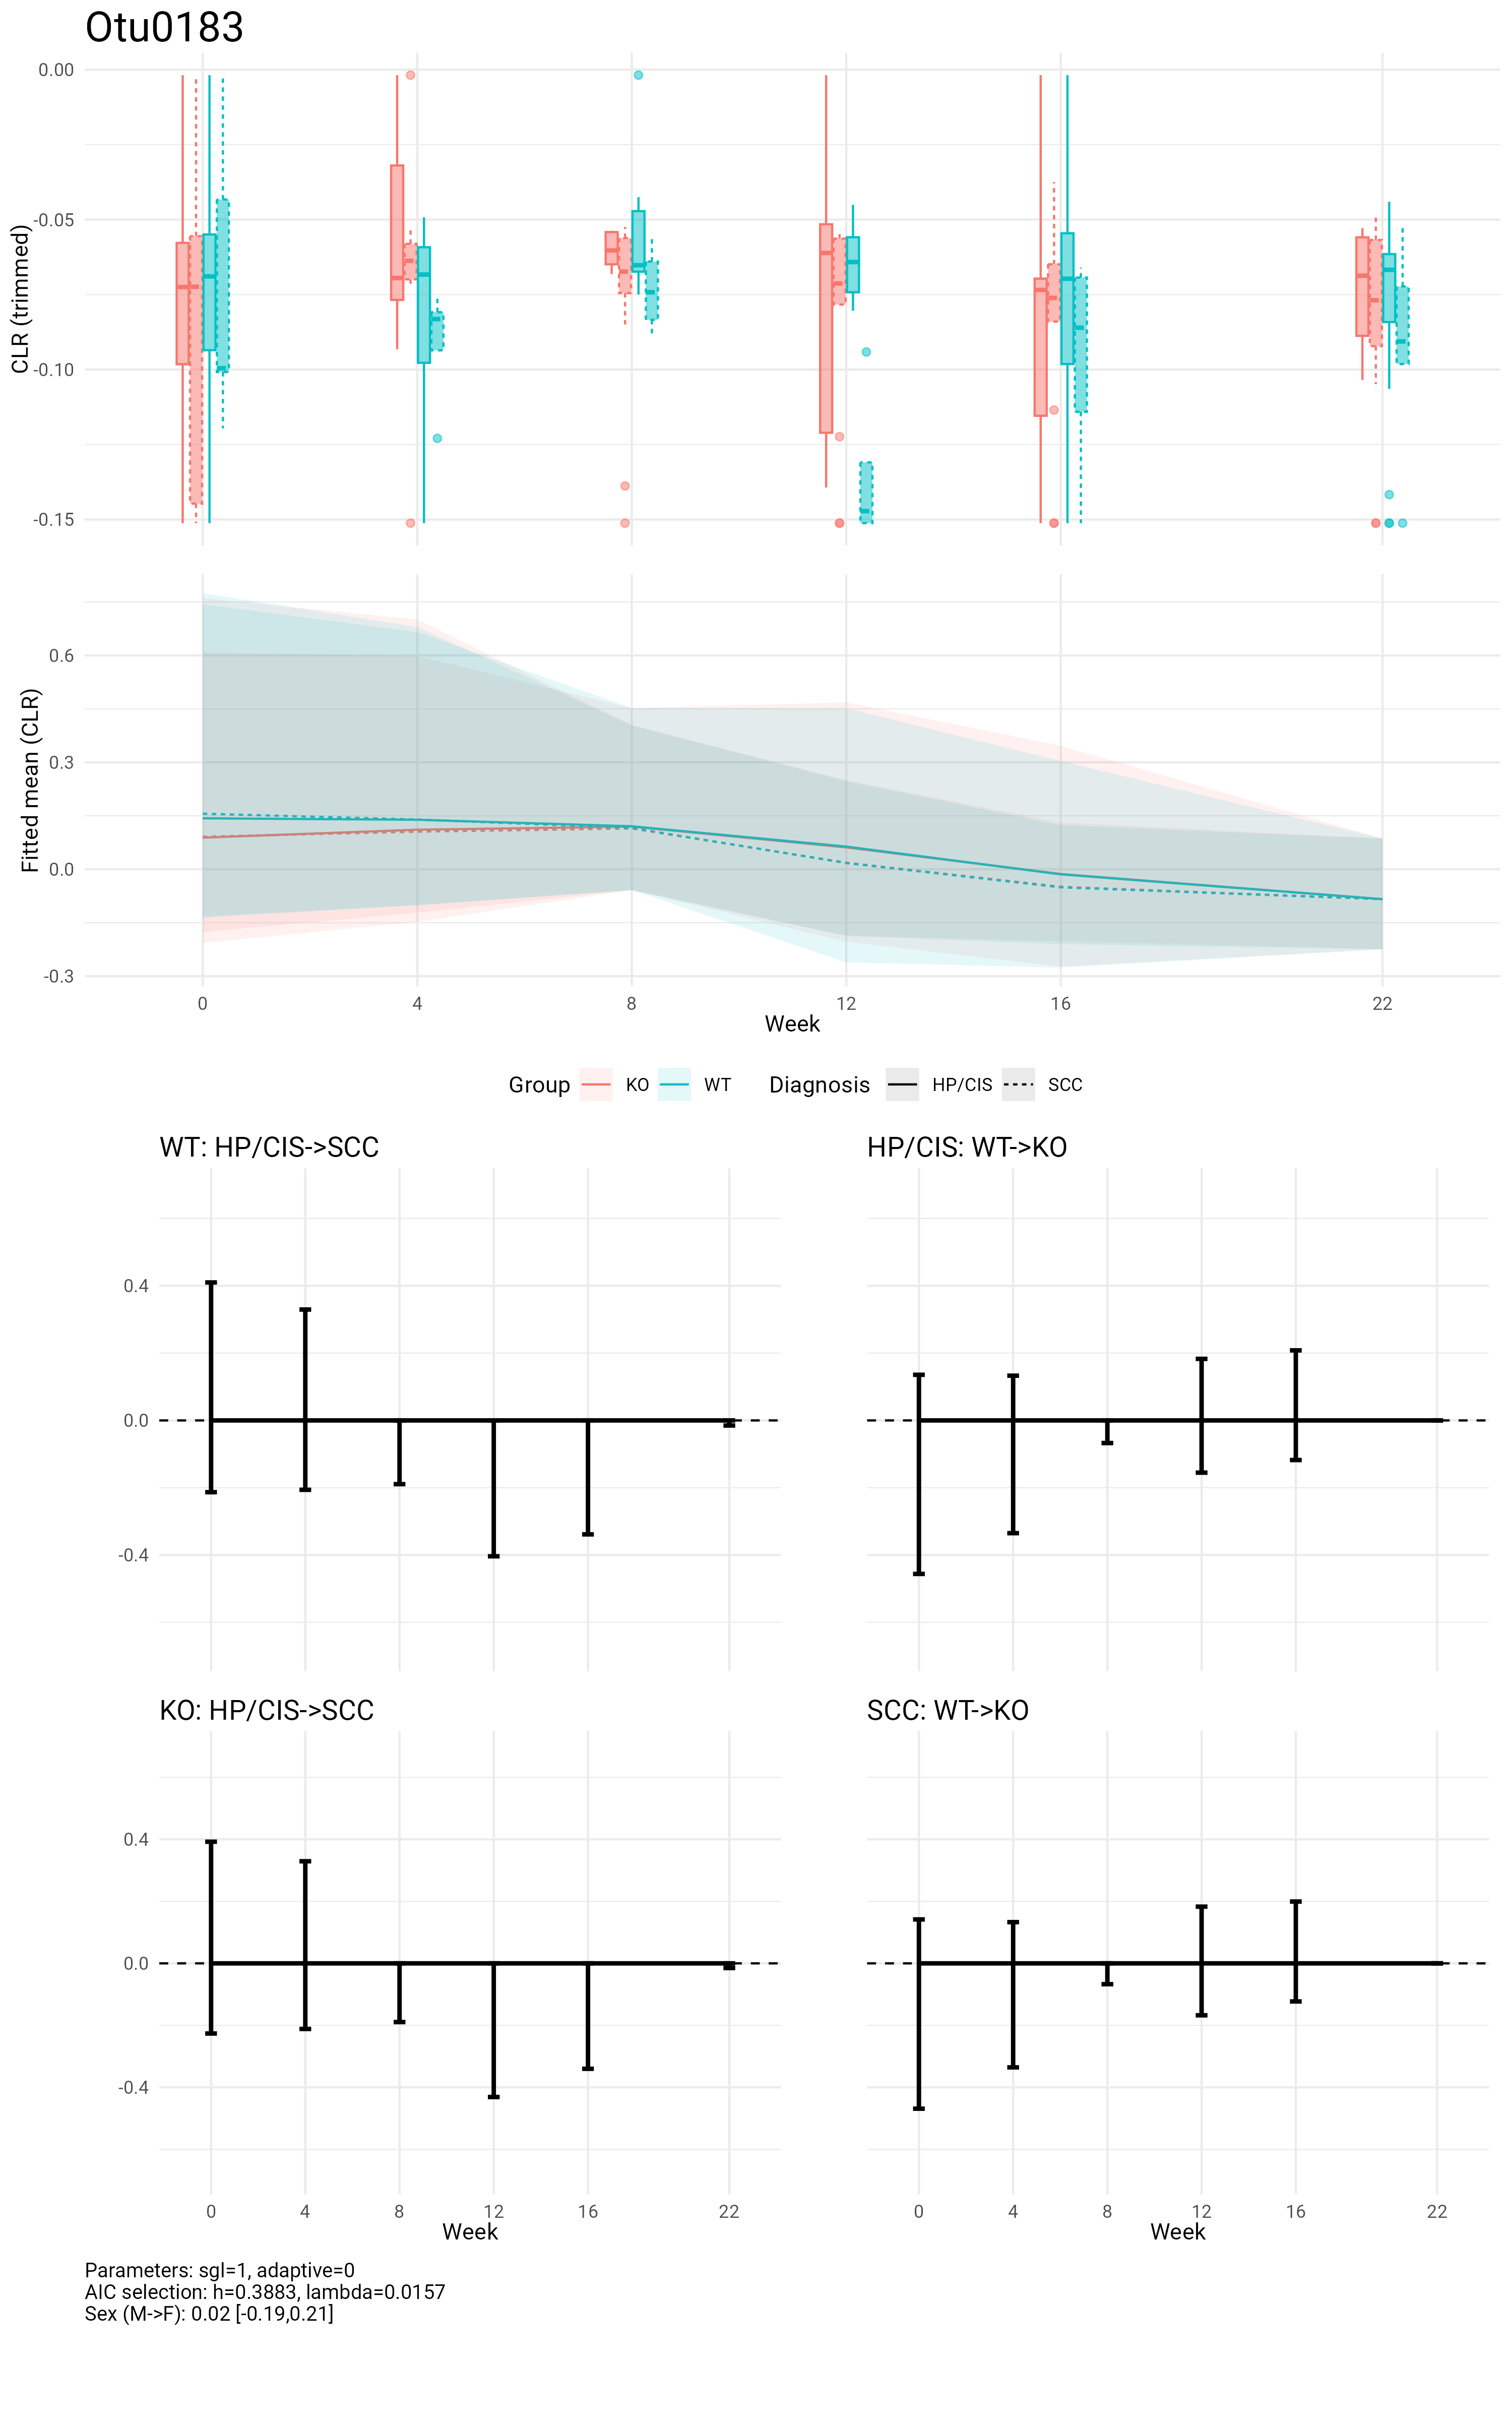 Otu0183
0.00
-0.05
-0.10
-0.15
CLR (trimmed)
0.6
0.3
0.0
-0.3
Fitted mean (CLR)
0 4 8 12 16 22
Week
Group KO WT Diagnosis HP/CIS SCC
WT: HP/CIS->SCC HP/CIS: WT->KO
0.4
0.0
-0.4
KO: HP/CIS->SCC SCC: WT->KO
0.4
0.0
-0.4
0 4 8 12 16 22 0 4 8 12 16 22
Week Week
Parameters: sgl=1, adaptive=0
AIC selection: h=0.3883, lambda=0.0157
Sex (M->F): 0.02 [-0.19,0.21]